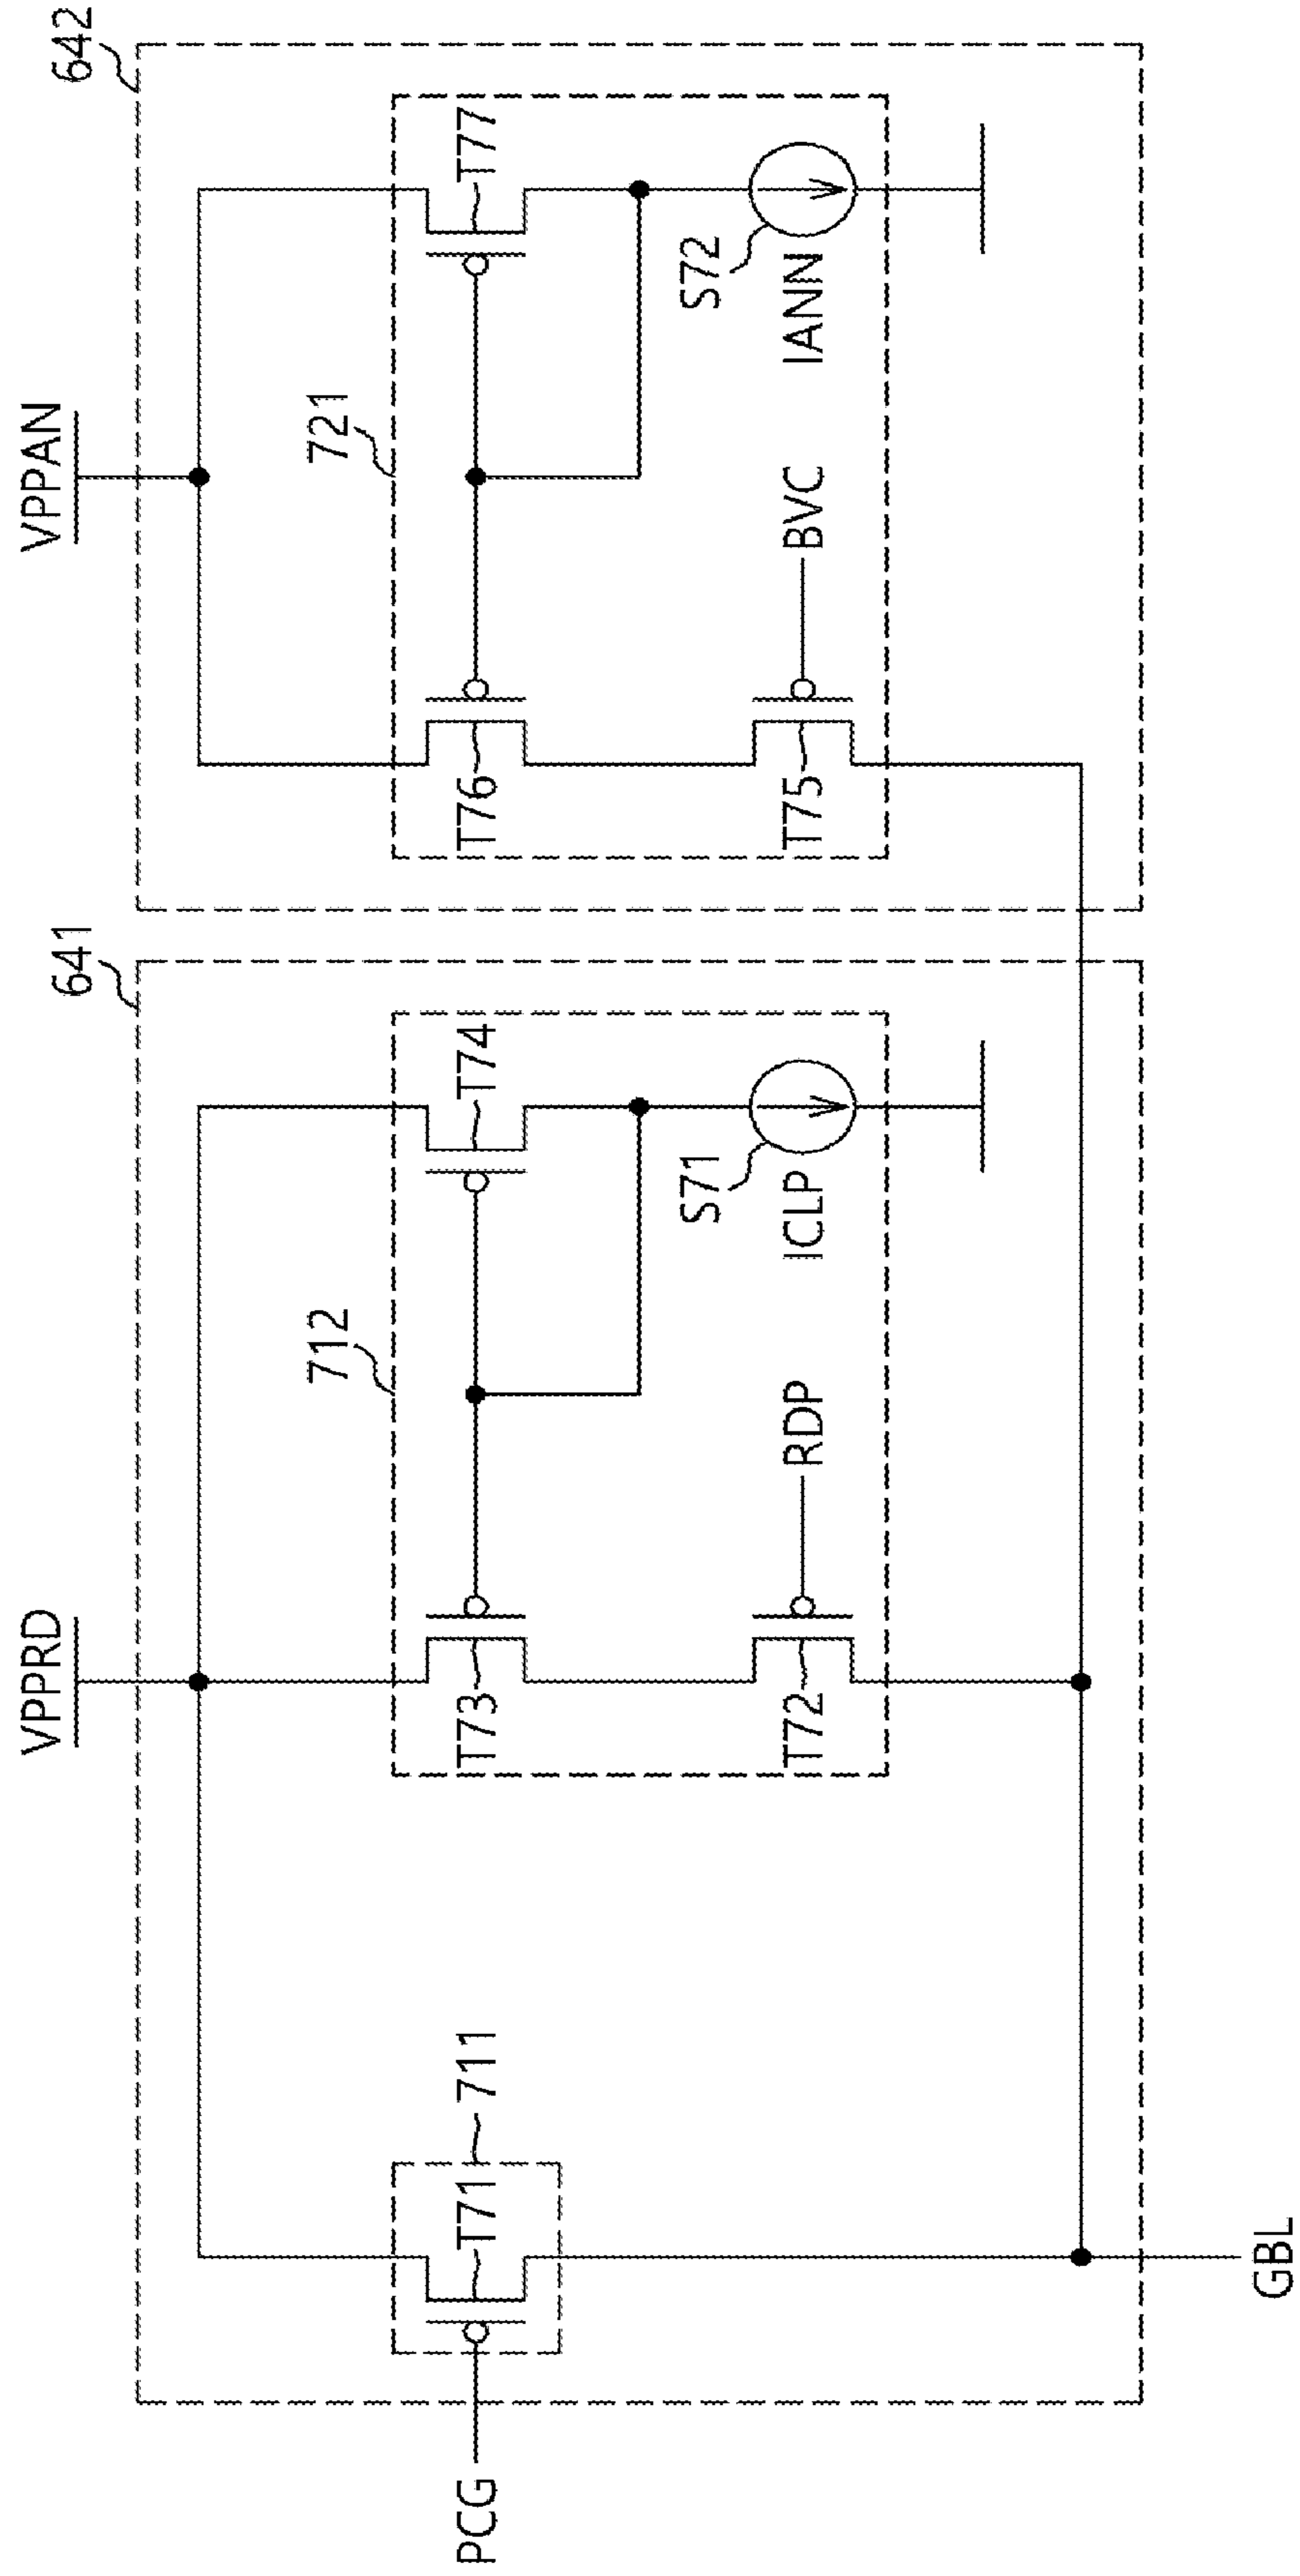 VPPRD
VPPAN
641
642
712
721
T73
T74
T76
T77
711
T71
PCG
S71
S72
T72
RDP
ICLP
T75
BVC
IANN
GBL